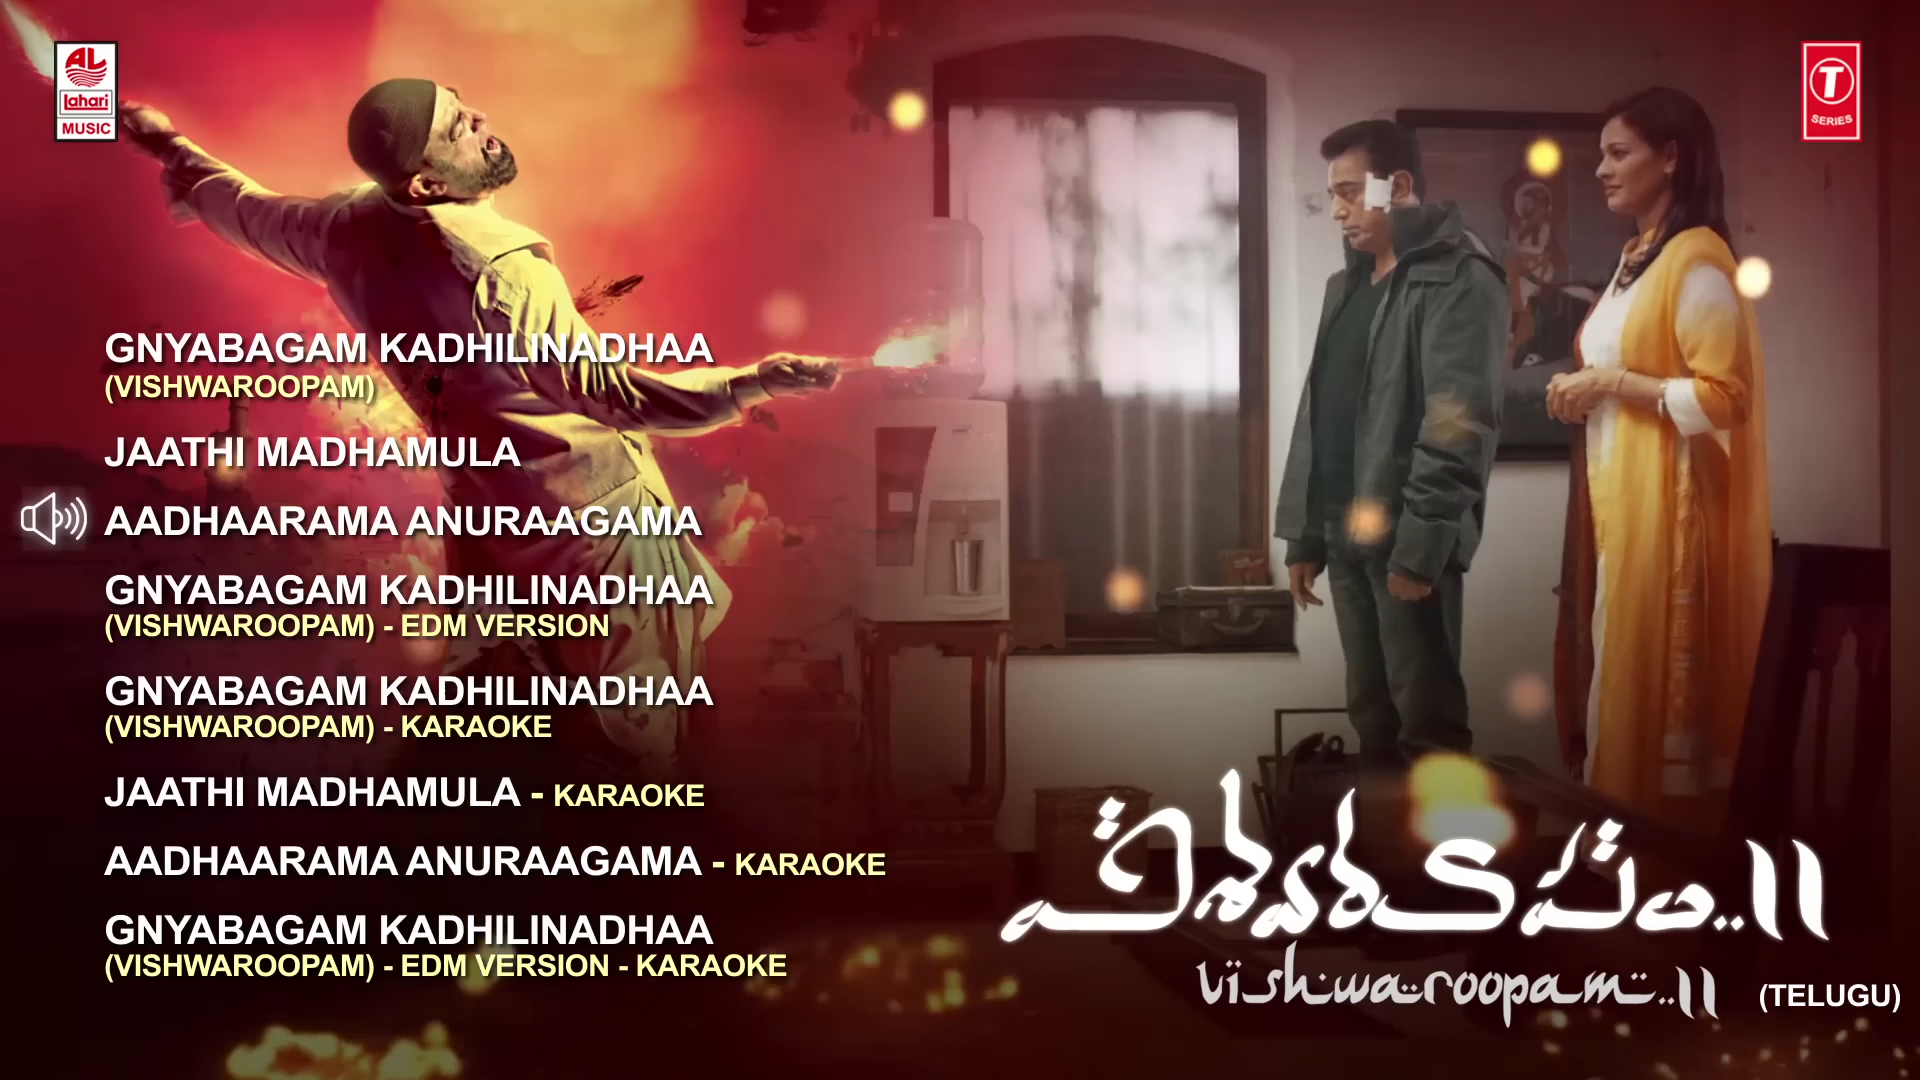 AL
lahari
MUSIC
T
SERIES
GNYABAGAM KADHILINADHAA
(VISHWAROOPAM)
JAATHI MADHAMULA
AADHAARAMA ANURAAGAMA
GNYABAGAM KADHILINADHAA
(VISHWAROOPAM) - EDM VERSION
GNYABAGAM KADHILINADHAA
(VISHWAROOPAM) - KARAOKE
JAATHI MADHAMULA - KARAOKE
AADHAARAMA ANURAAGAMA - KARAOKE
GNYABAGAM KADHILINADHAA
(VISHWAROOPAM) - EDM VERSION - KARAOKE
విశ్వరూపం..II
vishwaroopam..II
(TELUGU)